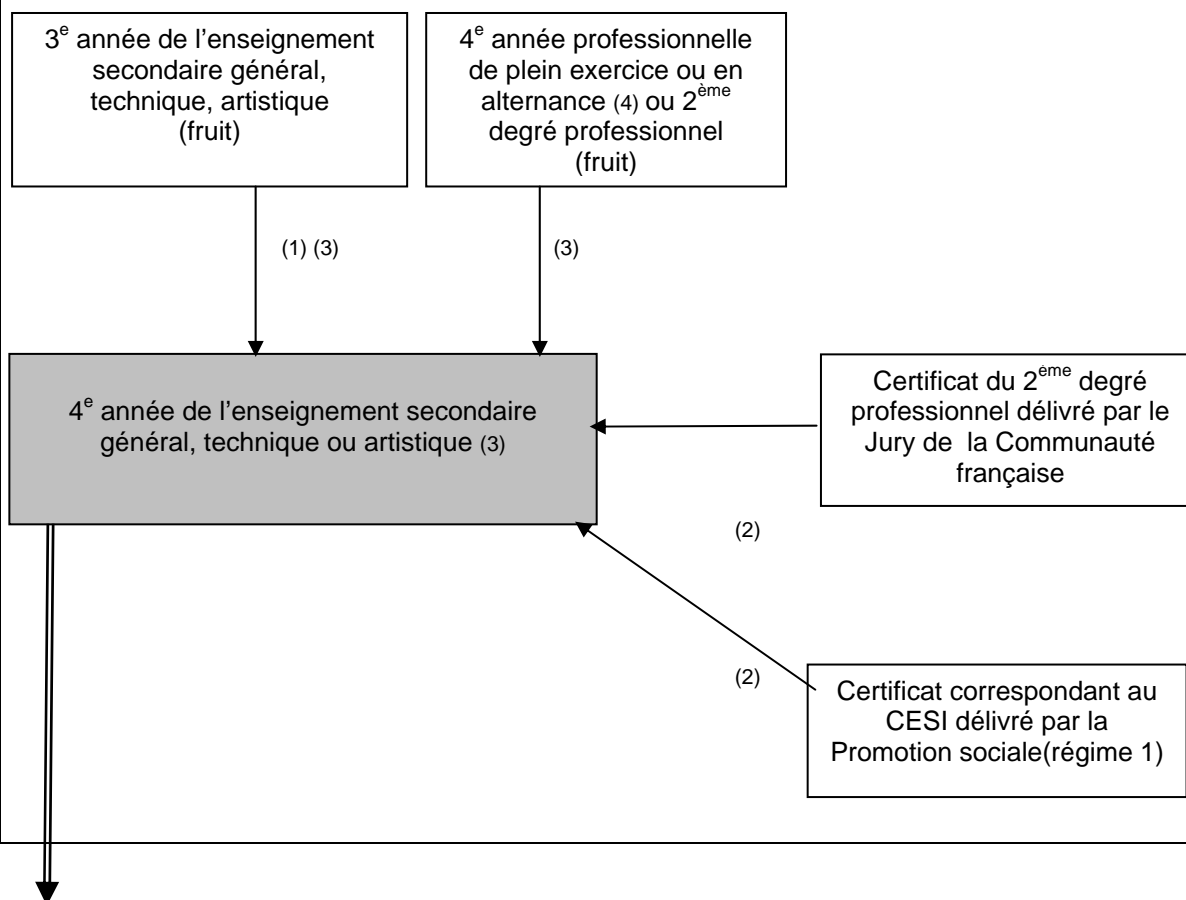 3e année de l’enseignement
secondaire général,
technique, artistique
(fruit)
4e année professionnelle
de plein exercice ou en
alternance (4) ou 2ème
degré professionnel
(fruit)
(1) (3)
(3)
4e année de l’enseignement secondaire
général, technique ou artistique (3)
Certificat du 2ème degré
professionnel délivré par le
Jury de la Communauté
française
(2)
(2)
Certificat correspondant au
CESI délivré par la
Promotion sociale(régime 1)